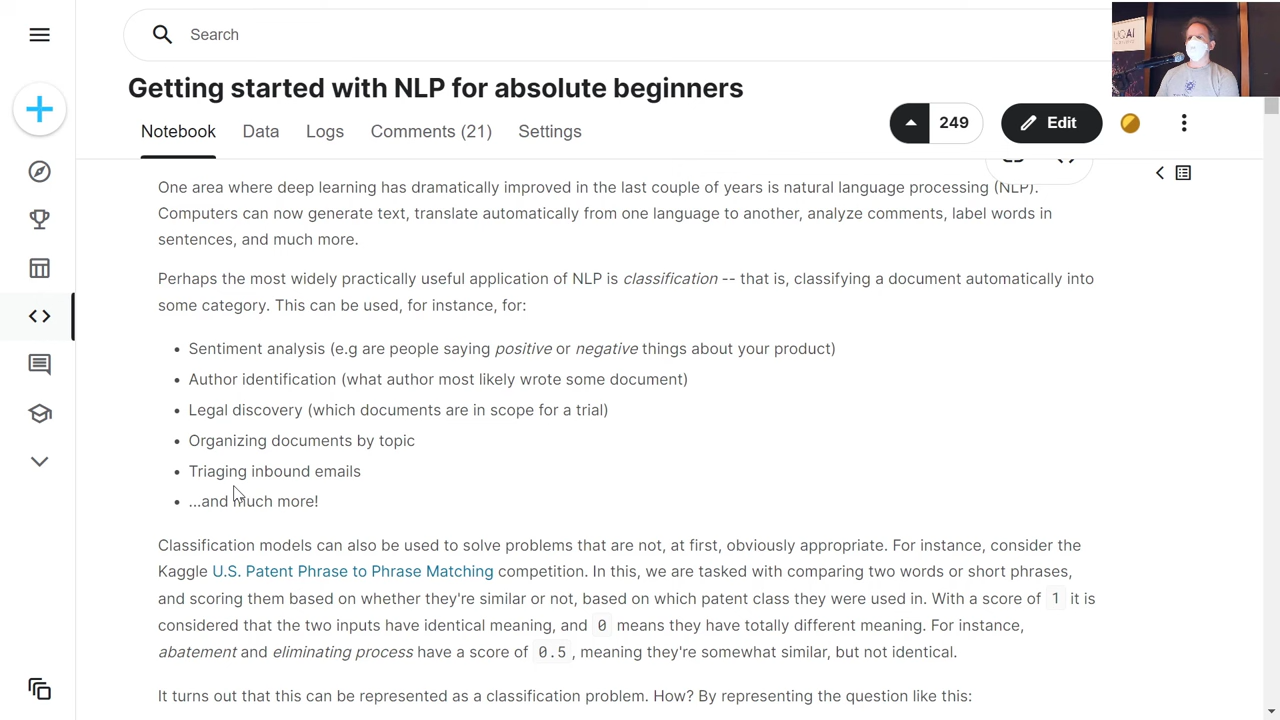 Search
Getting started with NLP for absolute beginners
Notebook
Data
Logs
Comments (21)
Settings
249
Edit
One area where deep learning has dramatically improved in the last couple of years is natural language processing (NLP).
Computers can now generate text, translate automatically from one language to another, analyze comments, label words in
sentences, and much more.
Perhaps the most widely practically useful application of NLP is classification -- that is, classifying a document automatically into
some category. This can be used, for instance, for:
• Sentiment analysis (e.g are people saying positive or negative things about your product)
• Author identification (what author most likely wrote some document)
• Legal discovery (which documents are in scope for a trial)
• Organizing documents by topic
• Triaging inbound emails
• ...and much more!
Classification models can also be used to solve problems that are not, at first, obviously appropriate. For instance, consider the
Kaggle U.S. Patent Phrase to Phrase Matching competition. In this, we are tasked with comparing two words or short phrases,
and scoring them based on whether they're similar or not, based on which patent class they were used in. With a score of 1 it is
considered that the two inputs have identical meaning, and 0 means they have totally different meaning. For instance,
abatement and eliminating process have a score of 0.5, meaning they're somewhat similar, but not identical.
It turns out that this can be represented as a classification problem. How? By representing the question like this: